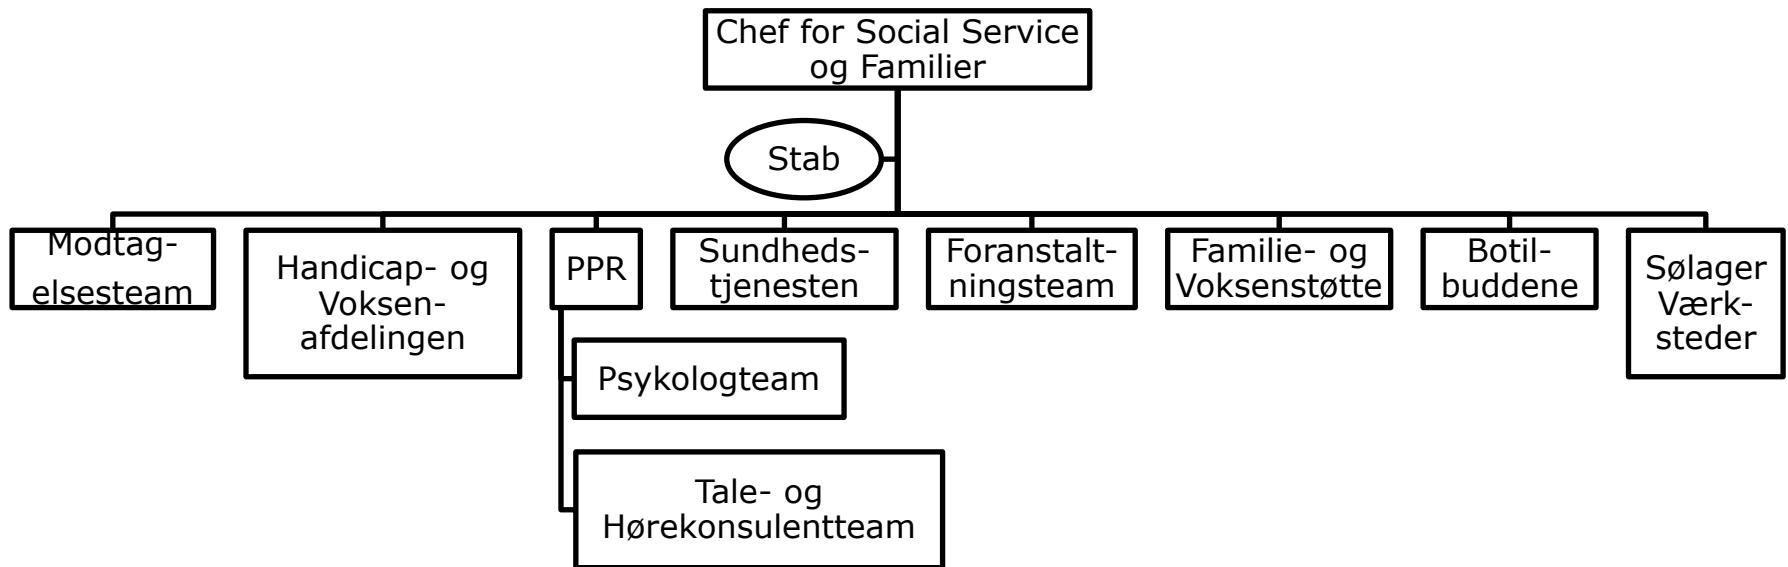 Chef for Social Service
og Familier
Stab
Modtag-
elsesteam
Handicap- og
Voksen-
afdelingen
PPR
Sundheds-
tjenesten
Foranstalt-
ningsteam
Familie- og
Voksenstøtte
Botil-
buddene
Sølager
Værk-
steder
Psykologteam
Tale- og
Hørekonsulentteam